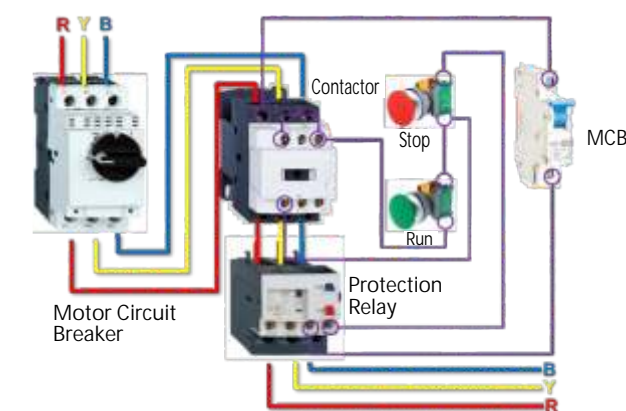 R Y B
Contactor
Stop
MCB
Run
Protection
Relay
Motor Circuit
Breaker
B
Y
R